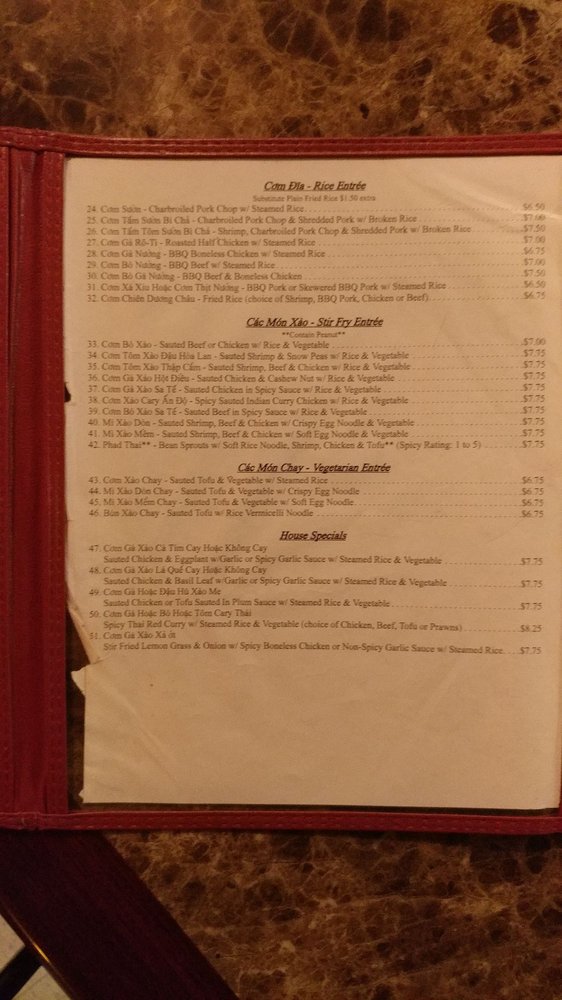 Cơm Đĩa - Rice Entrée
Substitute Plain Fried Rice $1.50 extra
24. Cơm Sườn - Charbroiled Pork Chop w/ Steamed Rice $6.50
25. Cơm Tấm Sườn Bì Chả - Charbroiled Pork Chop & Shredded Pork w/ Broken Rice $7.00
26. Cơm Tấm Tôm Sườn Bì Chả - Shrimp, Charbroiled Pork Chop & Shredded Pork w/ Broken Rice $7.50
27. Cơm Gà Rô-Ti - Roasted Half Chicken w/ Steamed Rice $7.00
28. Cơm Gà Nướng - BBQ Boneless Chicken w/ Steamed Rice $6.75
29. Cơm Bò Nướng - BBQ Beef w/ Steamed Rice $7.00
30. Cơm Bò Gà Nướng - BBQ Beef & Boneless Chicken $7.50
31. Cơm Xá Xíu Hoặc Cơm Thịt Nướng - BBQ Pork or Skewered BBQ Pork w/ Steamed Rice $6.50
32. Cơm Chiên Dương Châu - Fried Rice (choice of Shrimp, BBQ Pork, Chicken or Beef) $6.75
Các Món Xào - Stir Fry Entrée
**Contain Peanut**
33. Cơm Bò Xào - Sauted Beef or Chicken w/ Rice & Vegetable $7.00
34. Cơm Tôm Xào Đậu Hòa Lan - Sauted Shrimp & Snow Peas w/ Rice & Vegetable $7.75
35. Cơm Tôm Xào Thập Cẩm - Sauted Shrimp, Beef & Chicken w/ Rice & Vegetable $7.75
36. Cơm Gà Xào Hột Điều - Sauted Chicken & Cashew Nut w/ Rice & Vegetable $7.75
37. Cơm Gà Xào Sa Tế - Sauted Chicken in Spicy Sauce w/ Rice & Vegetable $7.75
38. Cơm Xào Cary Ấn Độ - Spicy Sauted Indian Curry Chicken w/ Rice & Vegetable $7.75
39. Cơm Bò Xào Sa Tế - Sauted Beef in Spicy Sauce w/ Rice & Vegetable $7.75
40. Mì Xào Dòn - Sauted Shrimp, Beef & Chicken w/ Crispy Egg Noodle & Vegetable $7.75
41. Mì Xào Mềm - Sauted Shrimp, Beef & Chicken w/ Soft Egg Noodle & Vegetable $7.75
42. Phad Thai** - Bean Sprouts w/ Soft Rice Noodle, Shrimp, Chicken & Tofu** (Spicy Rating: 1 to 5) $7.75
Các Món Chay - Vegetarian Entrée
43. Cơm Xào Chay - Sauted Tofu & Vegetable w/ Steamed Rice $6.75
44. Mì Xào Dòn Chay - Sauted Tofu & Vegetable w/ Crispy Egg Noodle $6.75
45. Mì Xào Mềm Chay - Sauted Tofu & Vegetable w/ Soft Egg Noodle $6.75
46. Bún Xào Chay - Sauted Tofu w/ Rice Vermicelli Noodle $6.75
House Specials
47. Cơm Gà Xào Cà Tím Cay Hoặc Không Cay
Sauted Chicken & Eggplant w/Garlic or Spicy Garlic Sauce w/ Steamed Rice & Vegetable $7.75
48. Cơm Gà Xào Lá Quế Cay Hoặc Không Cay
Sauted Chicken & Basil Leaf w/Garlic or Spicy Garlic Sauce w/ Steamed Rice & Vegetable $7.75
49. Cơm Gà Hoặc Đậu Hũ Xào Me
Sauted Chicken or Tofu Sauted In Plum Sauce w/ Steamed Rice & Vegetable $7.75
50. Cơm Gà Hoặc Bò Hoặc Tôm Cary Thái
Spicy Thai Red Curry w/ Steamed Rice & Vegetable (choice of Chicken, Beef, Tofu or Prawns) $8.25
51. Cơm Gà Xào Xả ớt
Stir Fried Lemon Grass & Onion w/ Spicy Boneless Chicken or Non-Spicy Garlic Sauce w/ Steamed Rice $7.75